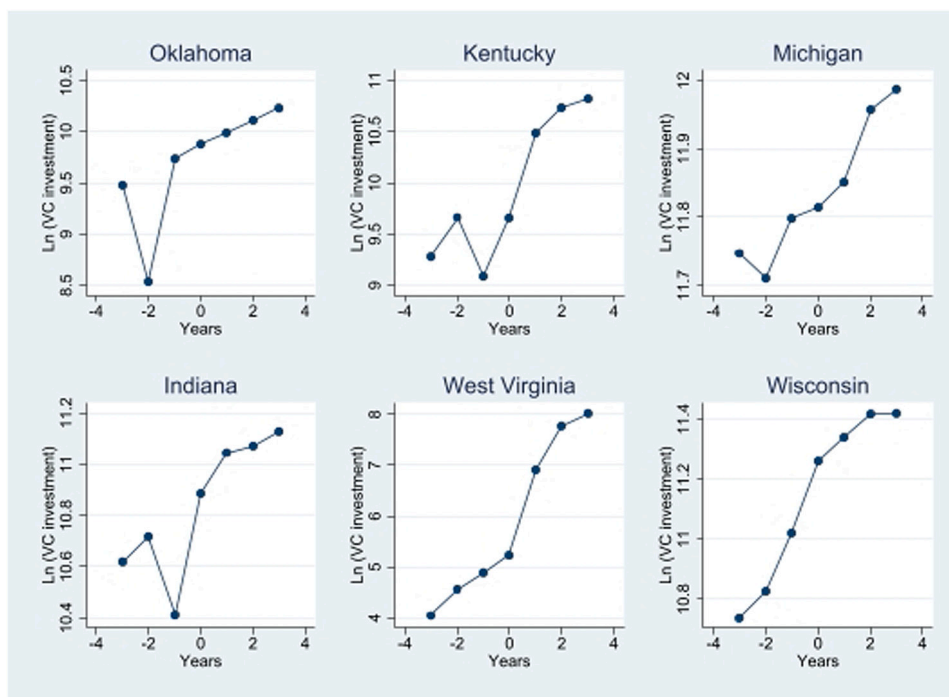 Oklahoma
Ln (VC investment)
10.5
10
9.5
9
8.5
-4 -2 0 2 4
Years
Kentucky
Ln (VC investment)
11
10.5
10
9.5
9
-4 -2 0 2 4
Years
Michigan
Ln (VC investment)
12
11.9
11.8
11.7
-4 -2 0 2 4
Years
Indiana
Ln (VC investment)
11.2
11
10.8
10.6
10.4
-4 -2 0 2 4
Years
West Virginia
Ln (VC investment)
8
7
6
5
4
-4 -2 0 2 4
Years
Wisconsin
Ln (VC investment)
11.4
11.2
11
10.8
-4 -2 0 2 4
Years